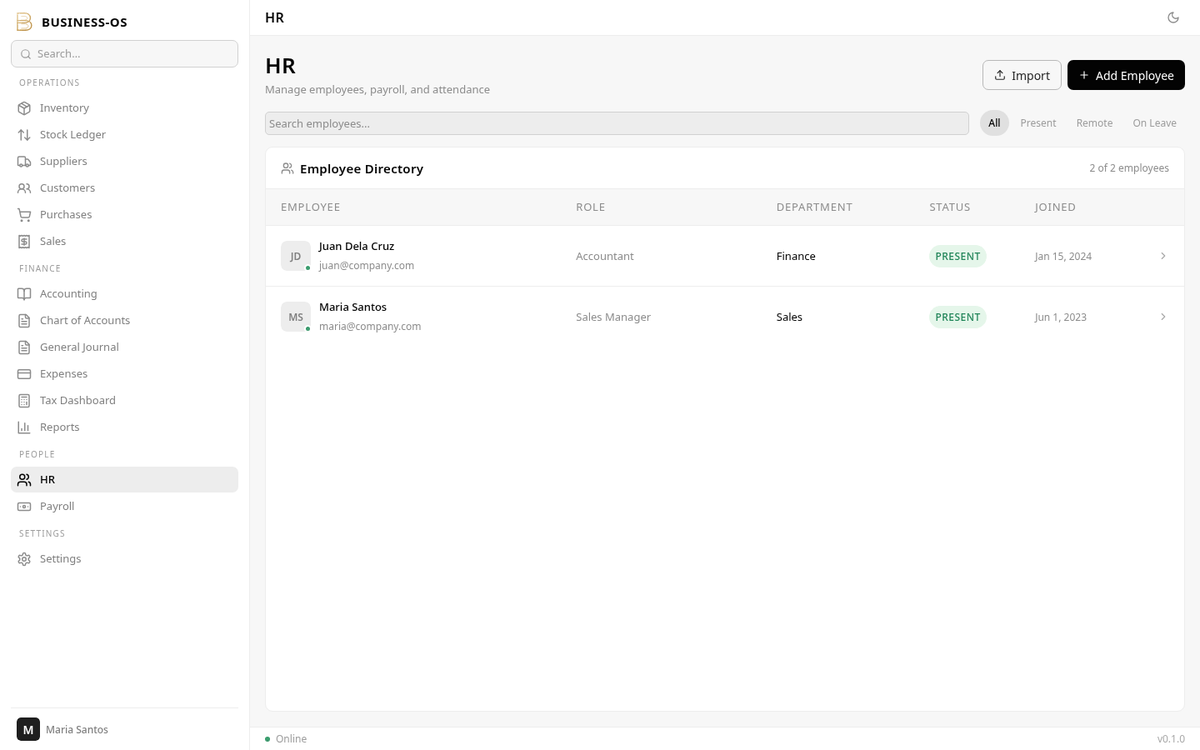 BUSINESS-OS
Search...
OPERATIONS
Inventory
Stock Ledger
Suppliers
Customers
Purchases
Sales
FINANCE
Accounting
Chart of Accounts
General Journal
Expenses
Tax Dashboard
Reports
PEOPLE
HR
Payroll
SETTINGS
Settings
M Maria Santos
HR
HR
Manage employees, payroll, and attendance
Import
Add Employee
Search employees...
All Present Remote On Leave
Employee Directory 2 of 2 employees
EMPLOYEE ROLE DEPARTMENT STATUS JOINED
JD Juan Dela Cruz
juan@company.com
Accountant Finance PRESENT Jan 15, 2024
MS Maria Santos
maria@company.com
Sales Manager Sales PRESENT Jun 1, 2023
Online v0.1.0